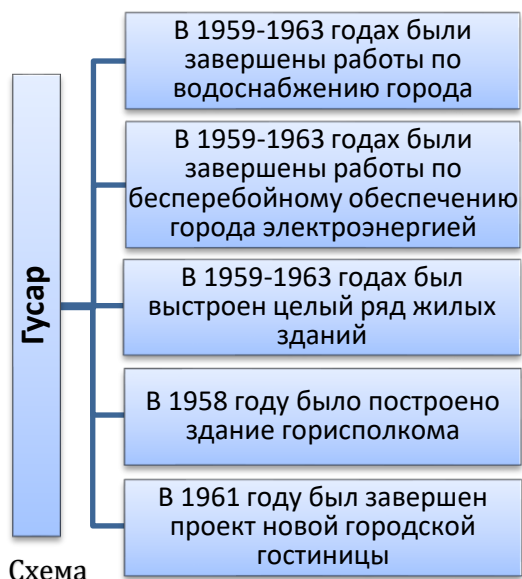 Гусар
В 1959-1963 годах были
завершены работы по
водоснабжению города
В 1959-1963 годах были
завершены работы по
бесперебойному обеспечению
города электроэнергией
В 1959-1963 годах был
выстроен целый ряд жилых
зданий
В 1958 году было построено
здание горисполкома
В 1961 году был завершен
проект новой городской
гостиницы
Схема